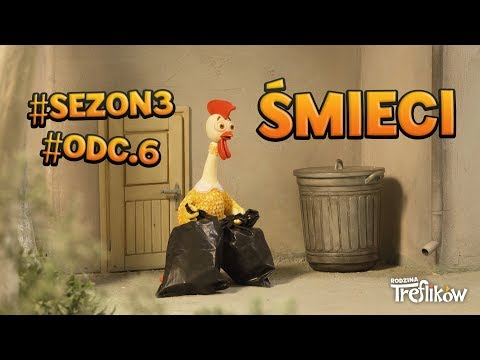 #SEZON3
#ODC.6
ŚMIECI
RODZINA
Treflików